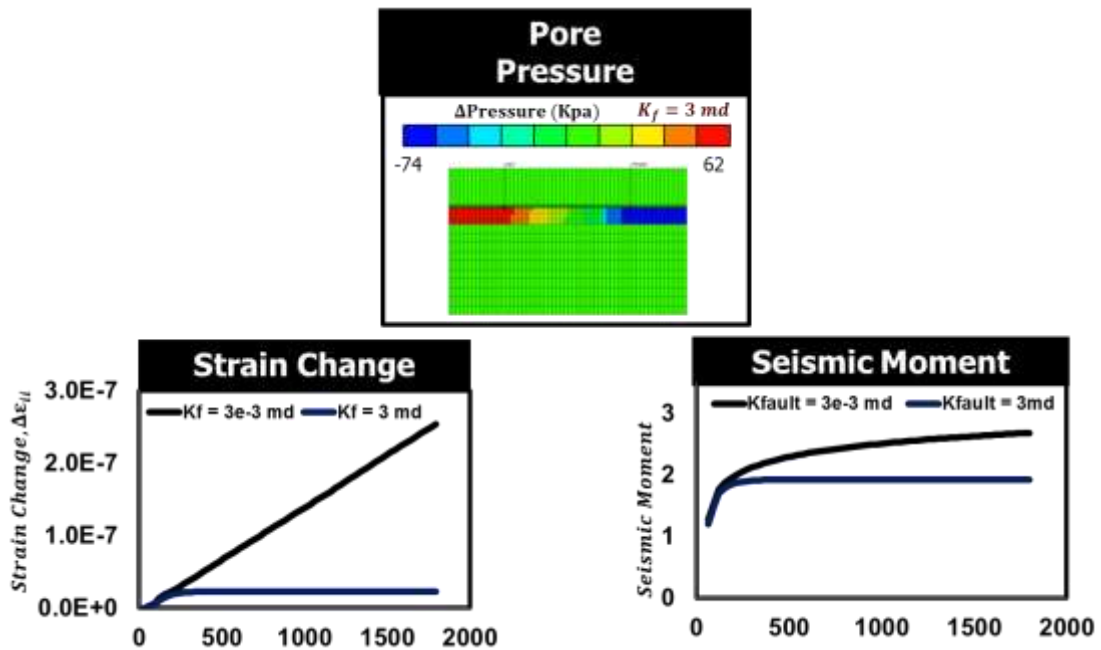 Pore
Pressure
ΔPressure (Kpa) K_f = 3 md
-74 62
Strain Change
Strain Change, Δε_ii
3.0E-7
2.0E-7
1.0E-7
0.0E+0
Kf = 3e-3 md Kf = 3 md
0 500 1000 1500 2000
Seismic Moment
Seismic Moment
3
2
1
0
Kfault = 3e-3 md Kfault = 3md
0 500 1000 1500 2000